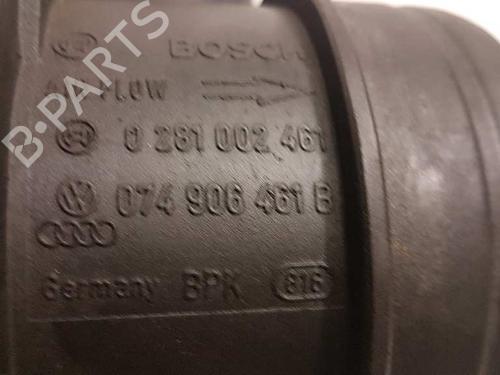 B-PARTS
BOSCH
FLOW
0 281 002 461
074 906 461 B
Germany BPK 816